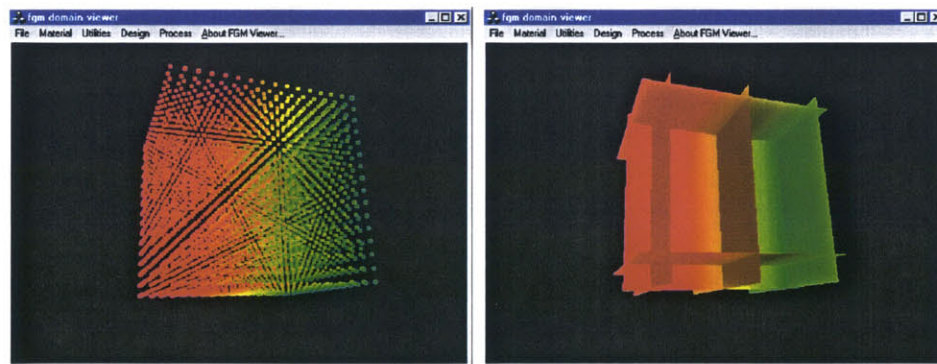 fgm domain viewer
File Material Utilities Design Process About FGM Viewer...
fgm domain viewer
File Material Utilities Design Process About FGM Viewer...